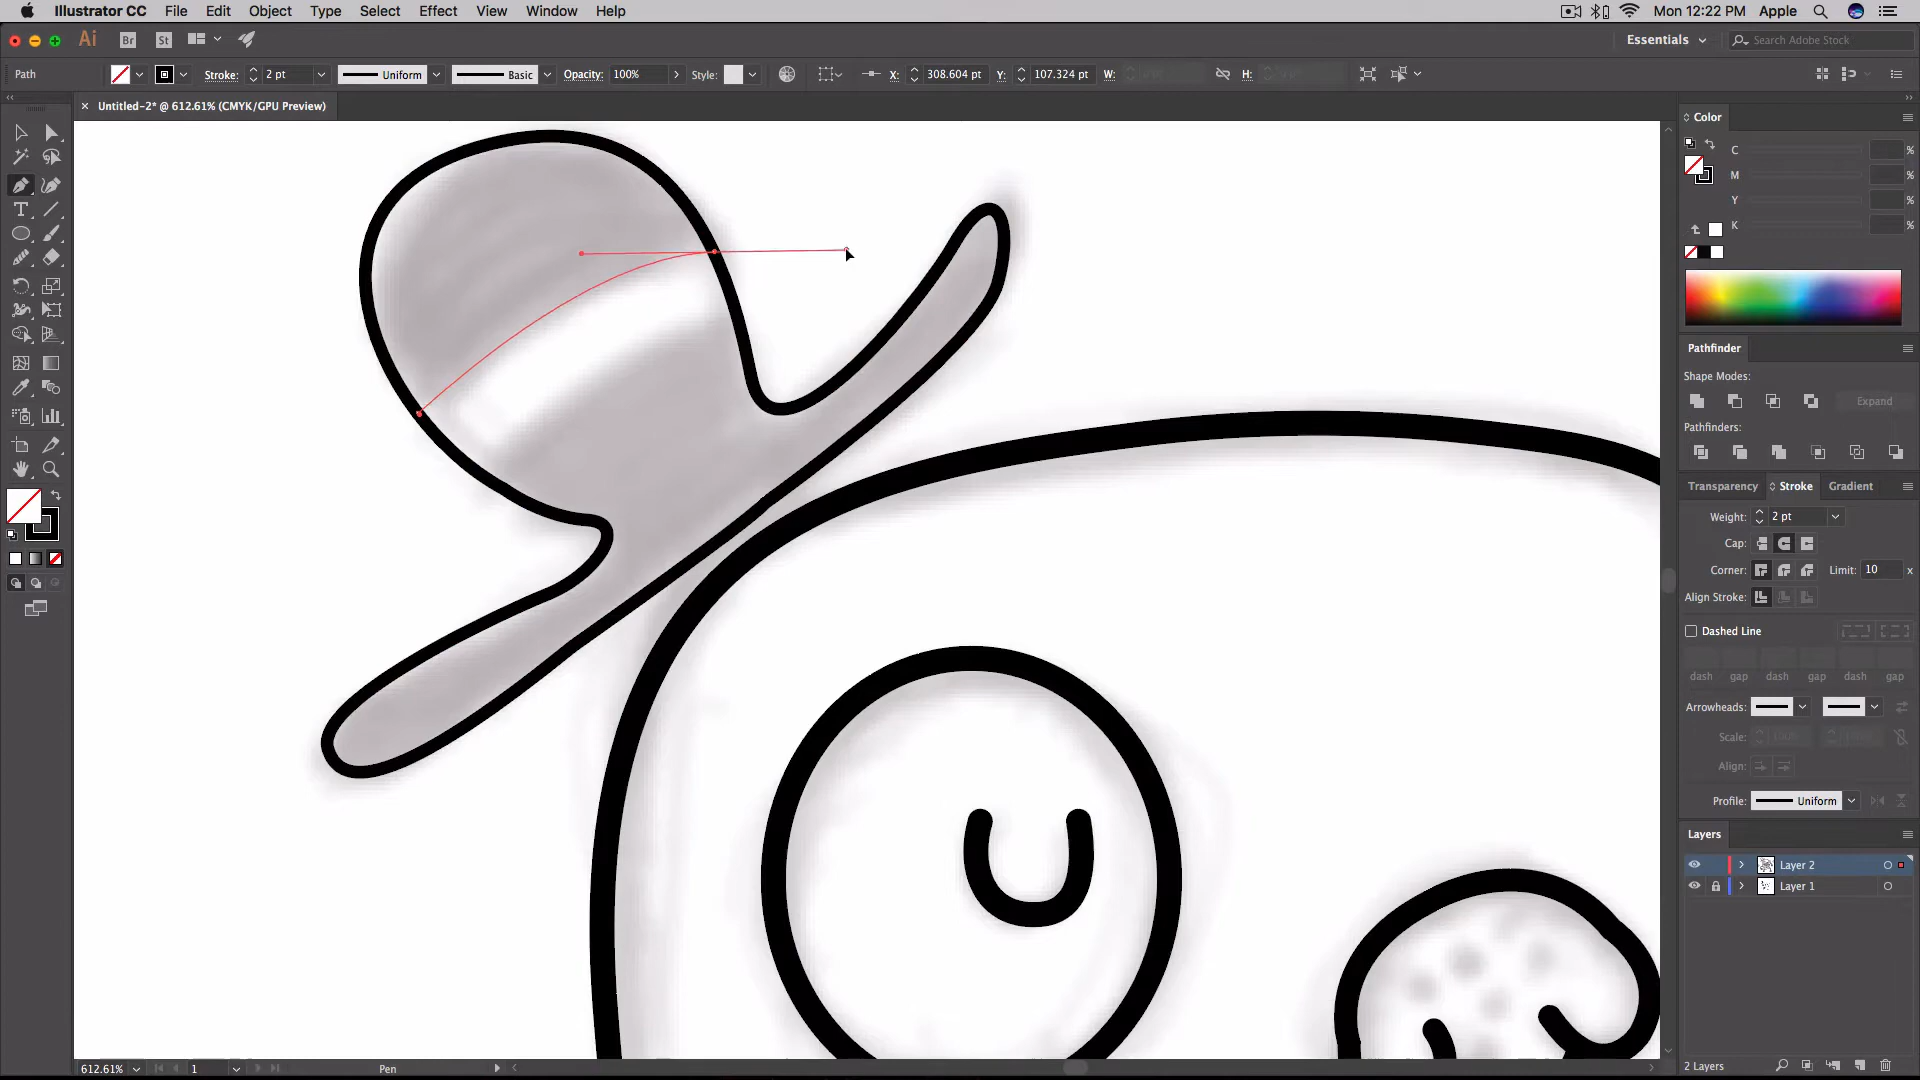 Illustrator CC File Edit Object Type Select Effect View Window Help Mon 12:22 PM Apple
Ai Br St Essentials Search Adobe Stock
Path Stroke: 2 pt Uniform Basic Opacity: 100% Style: X: 308.604 pt Y: 107.324 pt W: H:
Untitled-2* @ 612.61% (CMYK/GPU Preview)
Color
C %
M %
Y %
K %
Pathfinder
Shape Modes:
Expand
Pathfinders:
Transparency Stroke Gradient
Weight: 2 pt
Cap:
Corner: Limit: 10 x
Align Stroke:
Dashed Line
dash gap dash gap dash gap
Arrowheads:
Scale: 100% 100%
Align:
Profile: Uniform
Layers
Layer 2
Layer 1
2 Layers
612.61% 1 Pen